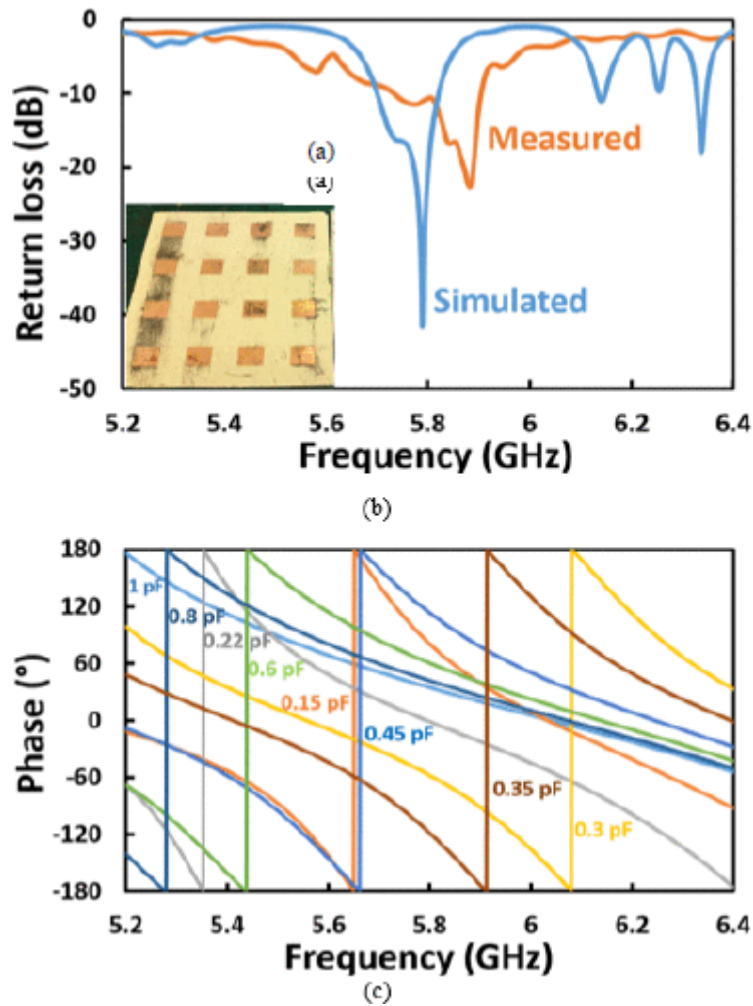 0
-10
-20
-30
-40
-50
Return loss (dB)
(a)
(a)
Measured
Simulated
5.2 5.4 5.6 5.8 6 6.2 6.4
Frequency (GHz)
(b)
180
120
60
0
-60
-120
-180
Phase (°)
1 pF
0.8 pF
0.22 pF
0.6 pF
0.15 pF
0.45 pF
0.35 pF
0.3 pF
5.2 5.4 5.6 5.8 6 6.2 6.4
Frequency (GHz)
(c)